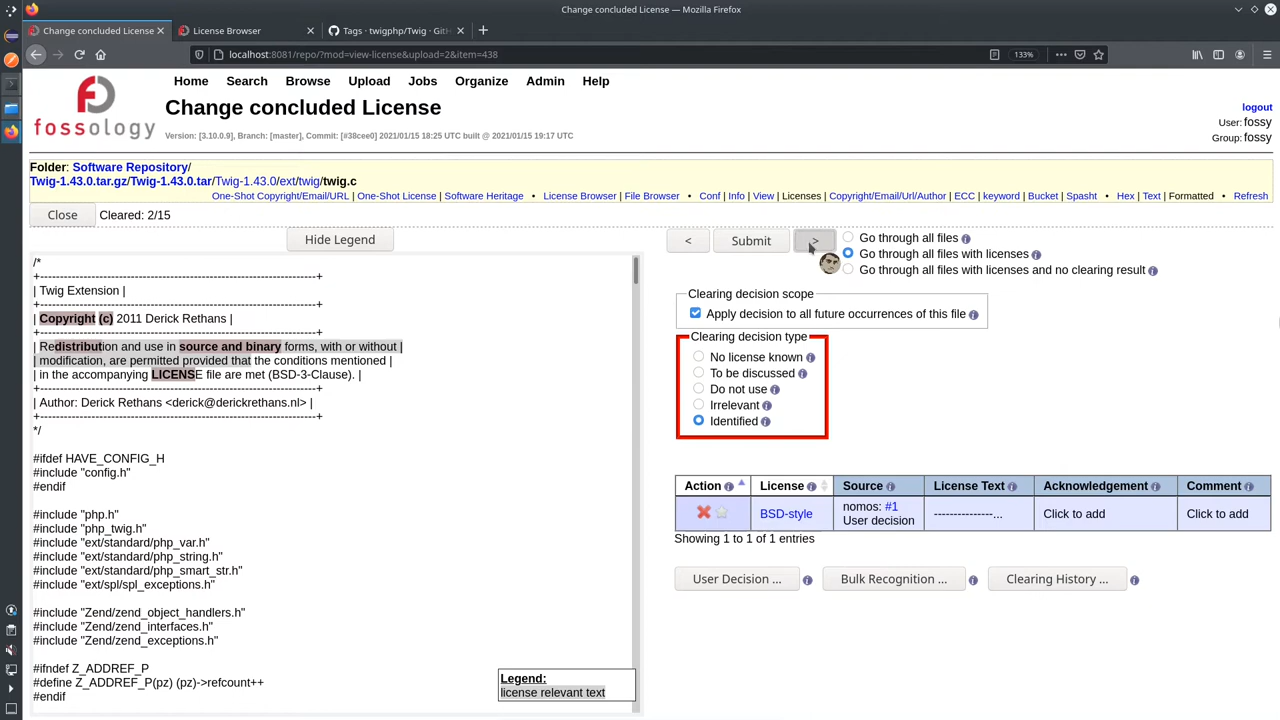 Change concluded License — Mozilla Firefox
Change concluded License
License Browser
Tags · twigphp/Twig · GitH
localhost:8081/repo/?mod=view-license&upload=2&item=438
133%
Home Search Browse Upload Jobs Organize Admin Help
fossology
Change concluded License
Version: [3.10.0.9], Branch: [master], Commit: [#38cee0] 2021/01/15 18:25 UTC built @ 2021/01/15 19:17 UTC
logout
User: fossy
Group: fossy
Folder: Software Repository/
Twig-1.43.0.tar.gz/Twig-1.43.0.tar/Twig-1.43.0/ext/twig/twig.c
One-Shot Copyright/Email/URL | One-Shot License | Software Heritage • License Browser | File Browser • Conf | Info | View | Licenses | Copyright/Email/Url/Author | ECC | keyword | Bucket | Spasht • Hex | Text | Formatted • Refresh
Close Cleared: 2/15
Hide Legend
< Submit >
Go through all files
Go through all files with licenses
Go through all files with licenses and no clearing result
/*
+----------------------------------------------------------------------+
| Twig Extension |
+----------------------------------------------------------------------+
| Copyright (c) 2011 Derick Rethans |
+----------------------------------------------------------------------+
| Redistribution and use in source and binary forms, with or without |
| modification, are permitted provided that the conditions mentioned |
| in the accompanying LICENSE file are met (BSD-3-Clause). |
+----------------------------------------------------------------------+
| Author: Derick Rethans <derick@derickrethans.nl> |
+----------------------------------------------------------------------+
*/
#ifdef HAVE_CONFIG_H
#include "config.h"
#endif
#include "php.h"
#include "php_twig.h"
#include "ext/standard/php_var.h"
#include "ext/standard/php_string.h"
#include "ext/standard/php_smart_str.h"
#include "ext/spl/spl_exceptions.h"
#include "Zend/zend_object_handlers.h"
#include "Zend/zend_interfaces.h"
#include "Zend/zend_exceptions.h"
#ifndef Z_ADDREF_P
#define Z_ADDREF_P(pz) (pz)->refcount++
#endif
Legend:
license relevant text
Clearing decision scope
Apply decision to all future occurrences of this file
Clearing decision type
No license known
To be discussed
Do not use
Irrelevant
Identified
Action License Source License Text Acknowledgement Comment
BSD-style nomos: #1 User decision ---------------... Click to add Click to add
Showing 1 to 1 of 1 entries
User Decision ... Bulk Recognition ... Clearing History ...